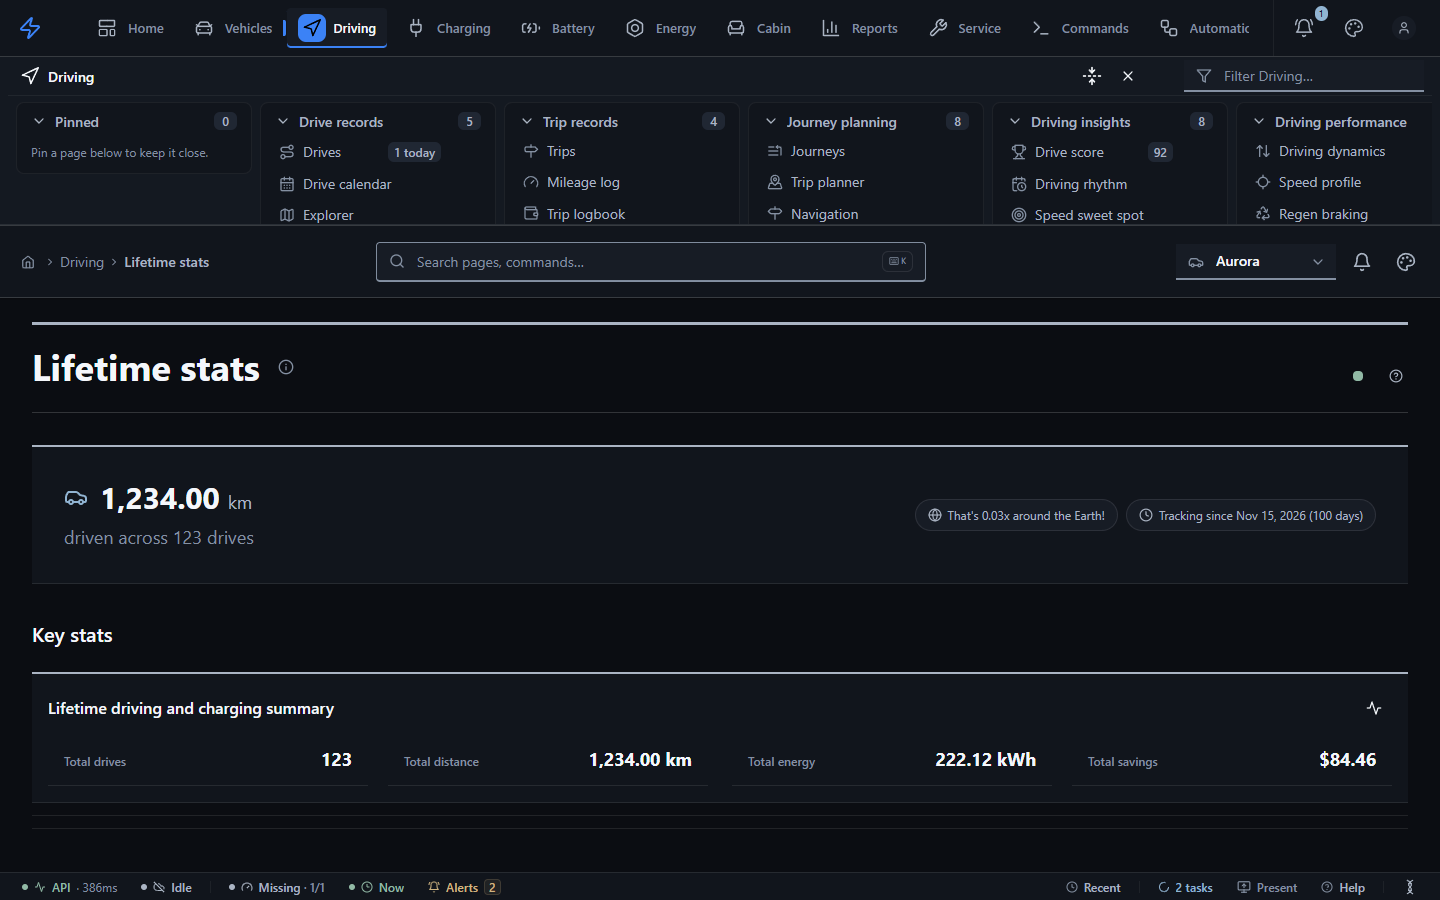 Home Vehicles Driving Charging Battery Energy Cabin Reports Service Commands Automatic 1
Driving Filter Driving...
Pinned 0
Pin a page below to keep it close.
Drive records 5
Drives 1 today
Drive calendar
Explorer
Trip records 4
Trips
Mileage log
Trip logbook
Journey planning 8
Journeys
Trip planner
Navigation
Driving insights 8
Drive score 92
Driving rhythm
Speed sweet spot
Driving performance
Driving dynamics
Speed profile
Regen braking
Driving Lifetime stats Search pages, commands... K Aurora
Lifetime stats
1,234.00 km
driven across 123 drives
That's 0.03x around the Earth! Tracking since Nov 15, 2026 (100 days)
Key stats
Lifetime driving and charging summary
Total drives 123 Total distance 1,234.00 km Total energy 222.12 kWh Total savings $84.46
API · 386ms Idle Missing · 1/1 Now Alerts 2 Recent 2 tasks Present Help